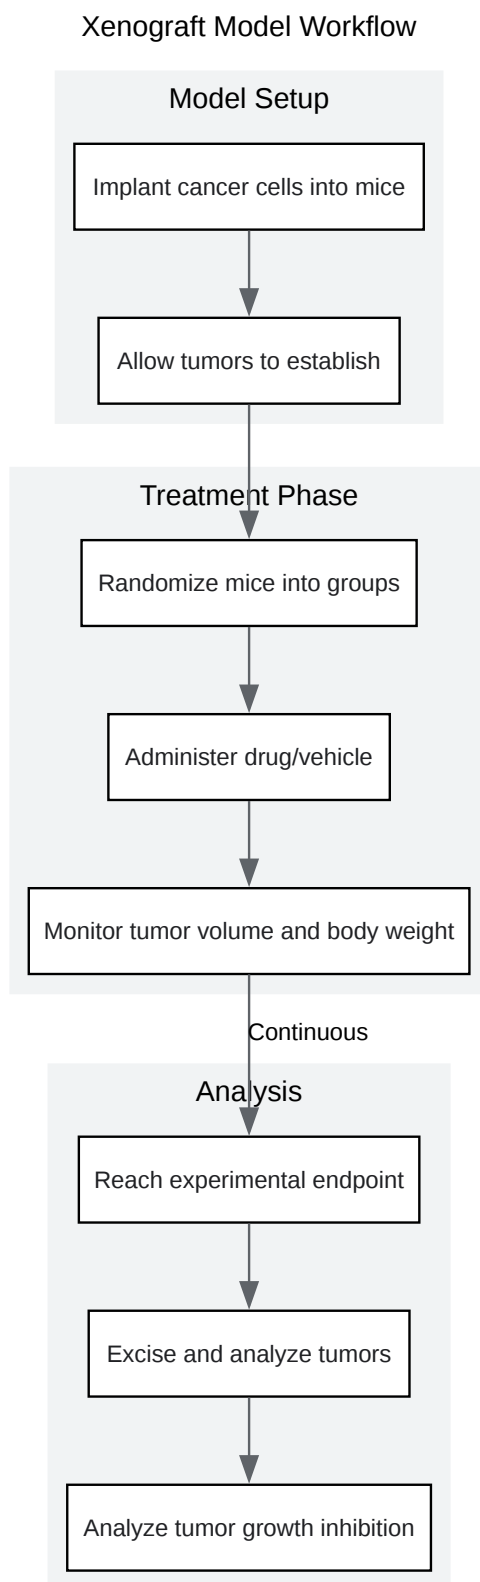 Xenograft Model Workflow
Model Setup
Implant cancer cells into mice
Allow tumors to establish
Treatment Phase
Randomize mice into groups
Administer drug/vehicle
Monitor tumor volume and body weight
Continuous
Analysis
Reach experimental endpoint
Excise and analyze tumors
Analyze tumor growth inhibition